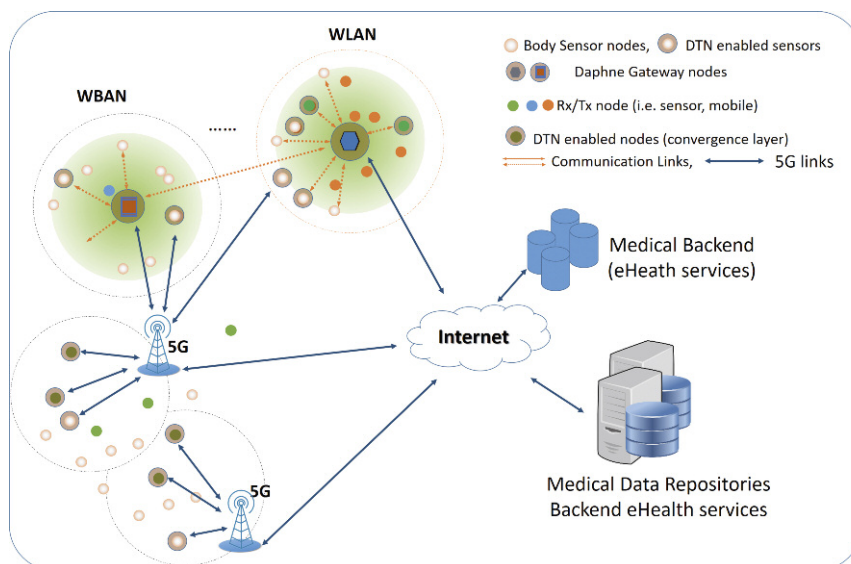 WBAN
......
WLAN
Body Sensor nodes,
DTN enabled sensors
Daphne Gateway nodes
Rx/Tx node (i.e. sensor, mobile)
DTN enabled nodes (convergence layer)
Communication Links,
5G links
Medical Backend
(eHeath services)
5G
Internet
5G
Medical Data Repositories
Backend eHealth services